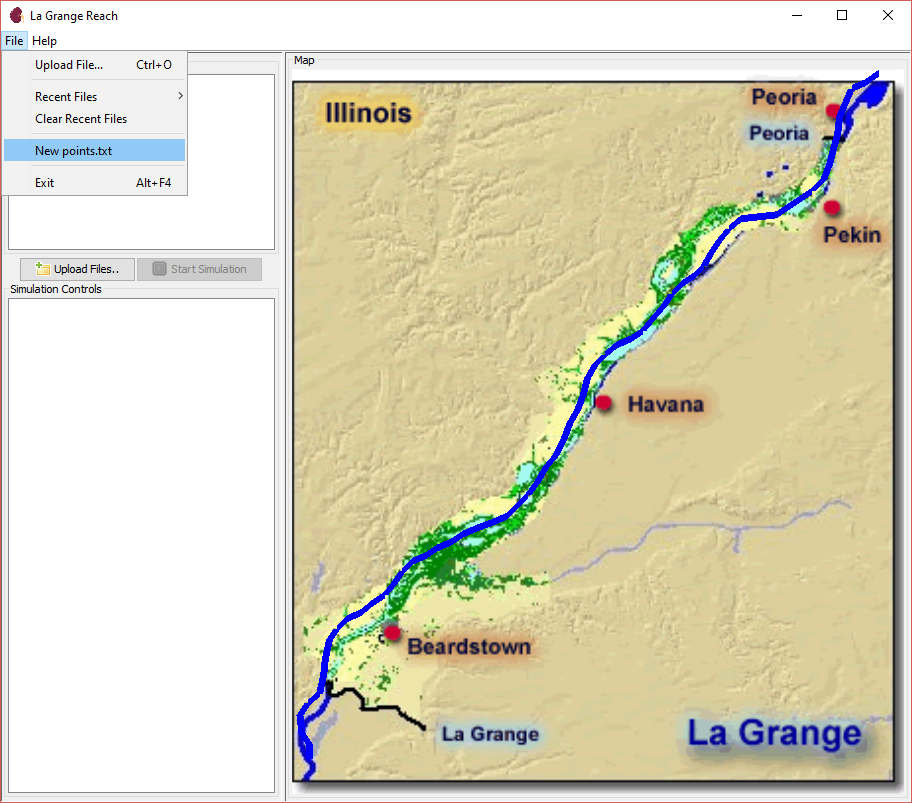 La Grange Reach
File Help
Upload File... Ctrl+O
Recent Files
Clear Recent Files
New points.txt
Exit Alt+F4
Upload Files..
Start Simulation
Simulation Controls
Map
Illinois
Peoria
Peoria
Pekin
Havana
Beardstown
La Grange
La Grange